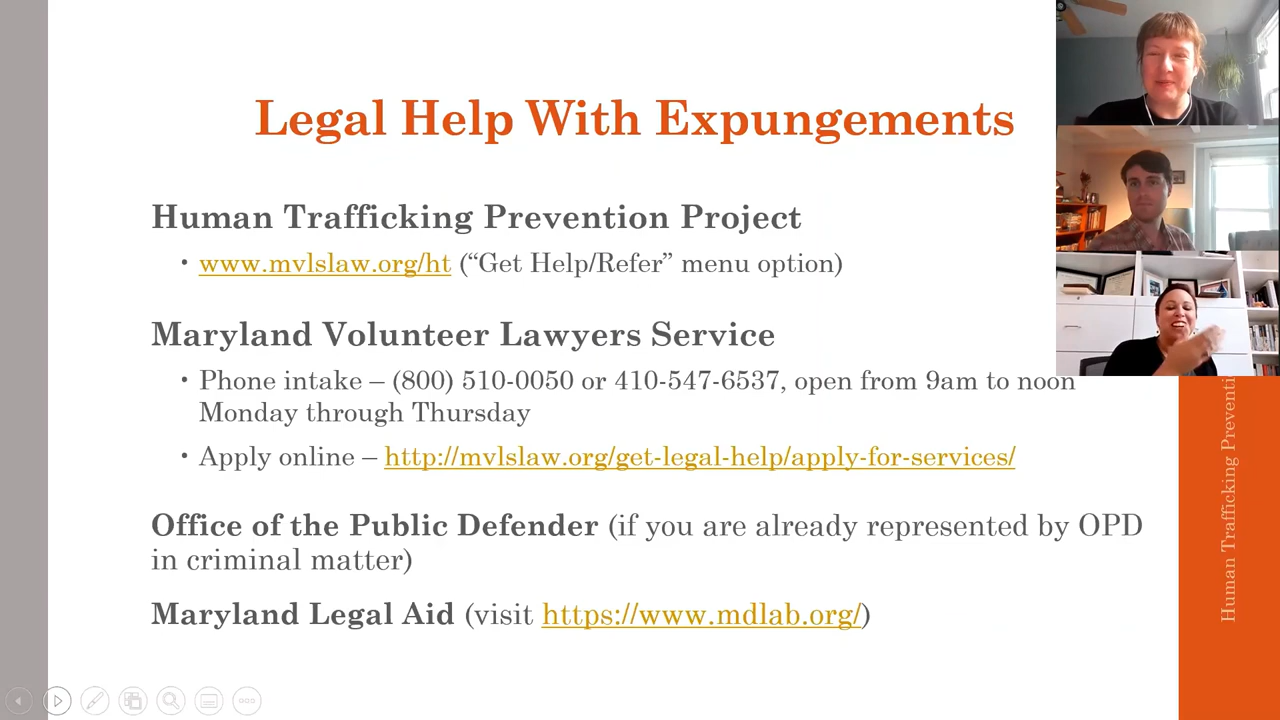 Legal Help With Expungements
Human Trafficking Prevention Project
• www.mvlslaw.org/ht (“Get Help/Refer” menu option)
Maryland Volunteer Lawyers Service
• Phone intake – (800) 510-0050 or 410-547-6537, open from 9am to noon
Monday through Thursday
• Apply online – http://mvlslaw.org/get-legal-help/apply-for-services/
Office of the Public Defender (if you are already represented by OPD
in criminal matter)
Maryland Legal Aid (visit https://www.mdlab.org/)
Human Trafficking Preventi